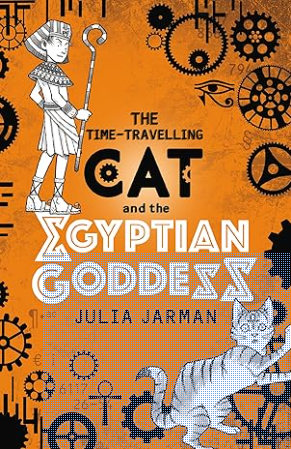 THE
TIME-TRAVELLING
CAT
and the
EGYPTIAN
GODDESS
JULIA JARMAN